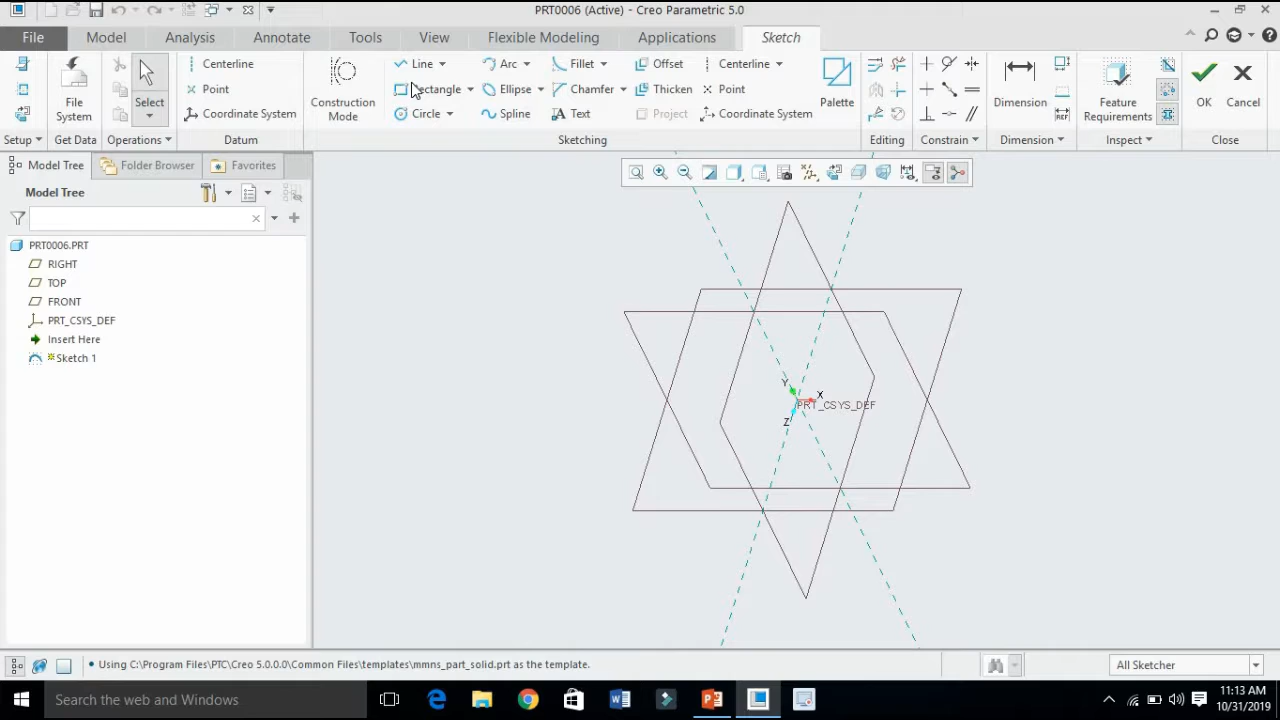 PRT0006 (Active) - Creo Parametric 5.0
File Model Analysis Annotate Tools View Flexible Modeling Applications Sketch
Centerline Line Arc Fillet Offset Centerline
Point Rectangle Ellipse Chamfer Thicken Point
Coordinate System Circle Spline Text Project Coordinate System
File System
Select
Construction Mode
Palette
Dimension
REF
Feature Requirements
OK Cancel
Setup Get Data Operations Datum Sketching Editing Constrain Dimension Inspect Close
Model Tree Folder Browser Favorites
Model Tree
PRT0006.PRT
RIGHT
TOP
FRONT
PRT_CSYS_DEF
Insert Here
Sketch 1
Y
X
PRT_CSYS_DEF
Z
• Using C:\Program Files\PTC\Creo 5.0.0.0\Common Files\templates\mmns_part_solid.prt as the template.
All Sketcher
Search the web and Windows
11:13 AM
10/31/2019